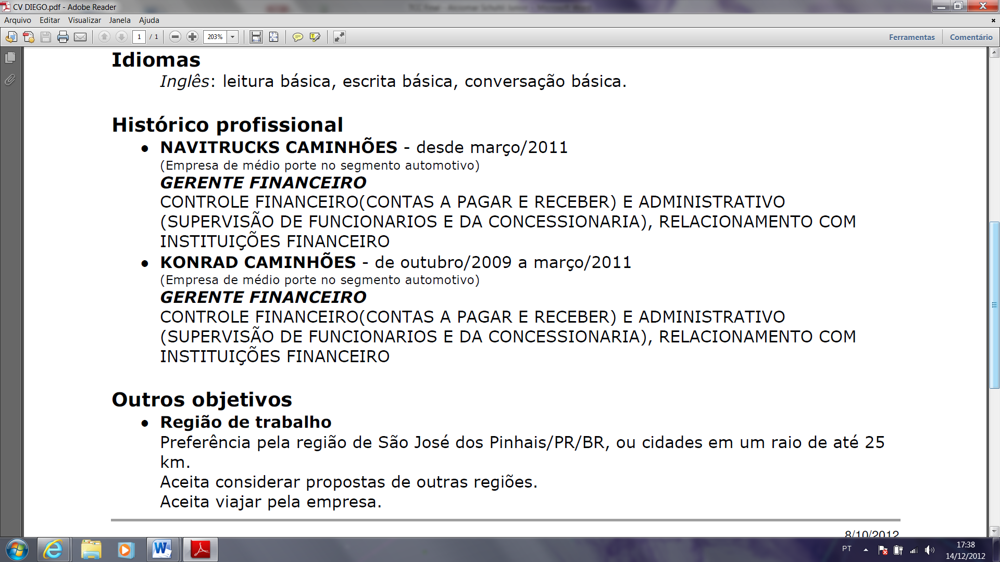 CV DIEGO.pdf - Adobe Reader
Arquivo Editar Visualizar Janela Ajuda
1 / 1 203% Ferramentas Comentário
Idiomas
Inglês: leitura básica, escrita básica, conversação básica.
Histórico profissional
● NAVITRUCKS CAMINHÕES - desde março/2011
(Empresa de médio porte no segmento automotivo)
GERENTE FINANCEIRO
CONTROLE FINANCEIRO(CONTAS A PAGAR E RECEBER) E ADMINISTRATIVO
(SUPERVISÃO DE FUNCIONARIOS E DA CONCESSIONARIA), RELACIONAMENTO COM
INSTITUIÇÕES FINANCEIRO
● KONRAD CAMINHÕES - de outubro/2009 a março/2011
(Empresa de médio porte no segmento automotivo)
GERENTE FINANCEIRO
CONTROLE FINANCEIRO(CONTAS A PAGAR E RECEBER) E ADMINISTRATIVO
(SUPERVISÃO DE FUNCIONARIOS E DA CONCESSIONARIA), RELACIONAMENTO COM
INSTITUIÇÕES FINANCEIRO
Outros objetivos
● Região de trabalho
Preferência pela região de São José dos Pinhais/PR/BR, ou cidades em um raio de até 25
km.
Aceita considerar propostas de outras regiões.
Aceita viajar pela empresa.
8/10/2012
PT 17:38
14/12/2012